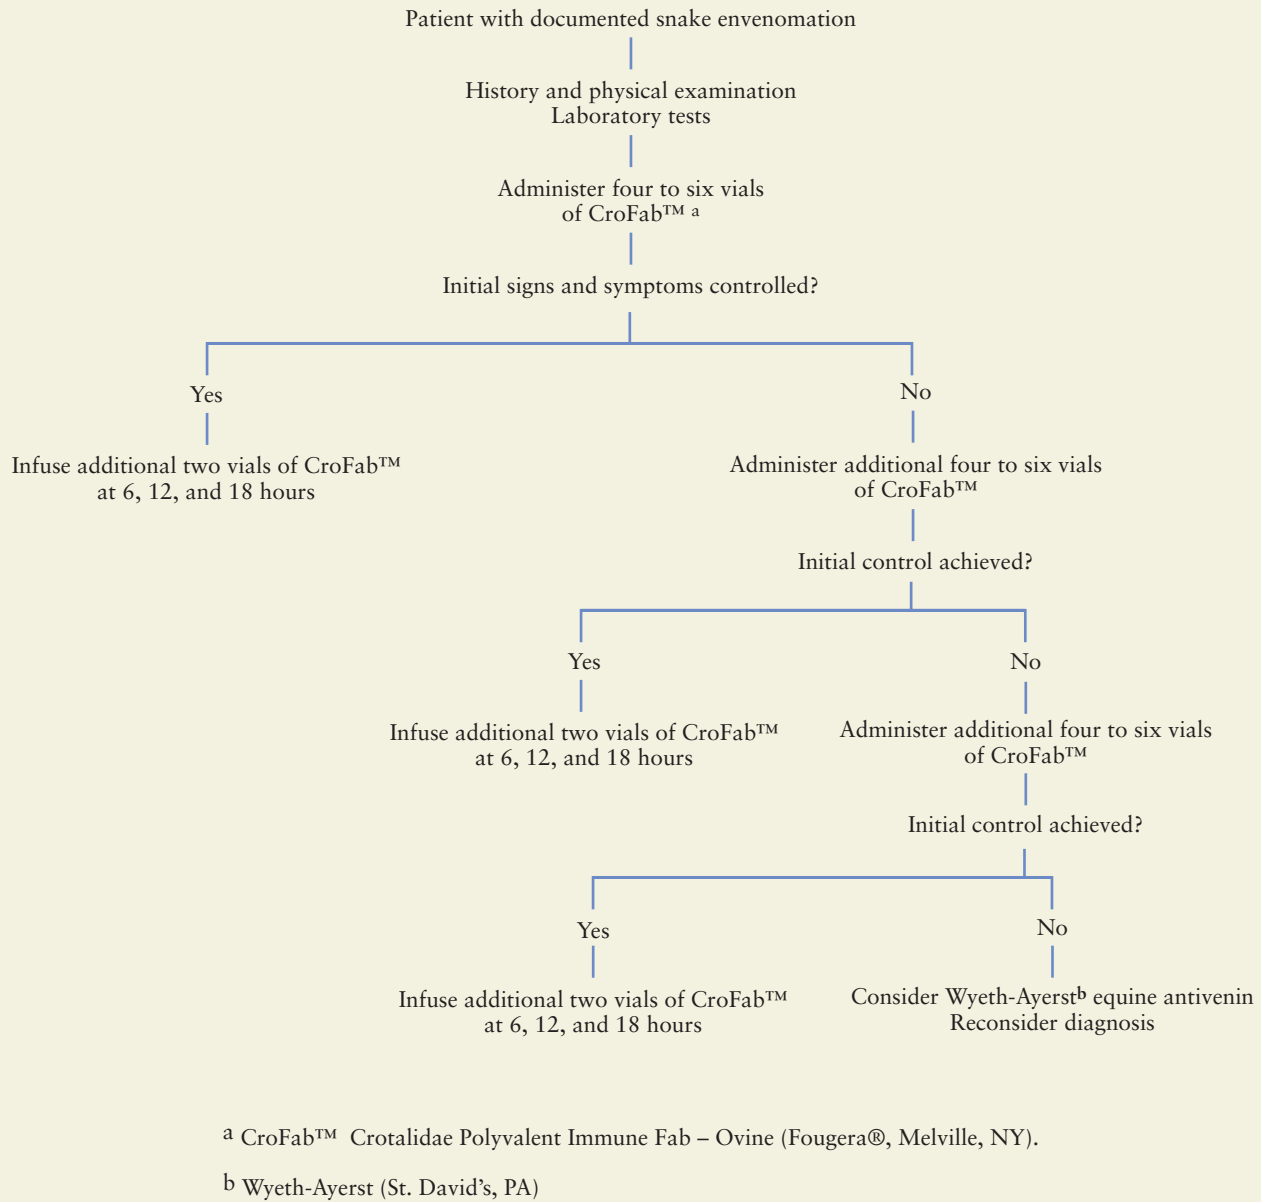 Patient with documented snake envenomation
History and physical examination
Laboratory tests
Administer four to six vials
of CroFab™ a
Initial signs and symptoms controlled?
Yes
No
Infuse additional two vials of CroFab™
at 6, 12, and 18 hours
Administer additional four to six vials
of CroFab™
Initial control achieved?
Yes
No
Infuse additional two vials of CroFab™
at 6, 12, and 18 hours
Administer additional four to six vials
of CroFab™
Initial control achieved?
Yes
No
Infuse additional two vials of CroFab™
at 6, 12, and 18 hours
Consider Wyeth-Ayerstb equine antivenin
Reconsider diagnosis
a CroFab™ Crotalidae Polyvalent Immune Fab – Ovine (Fougera®, Melville, NY).
b Wyeth-Ayerst (St. David's, PA)